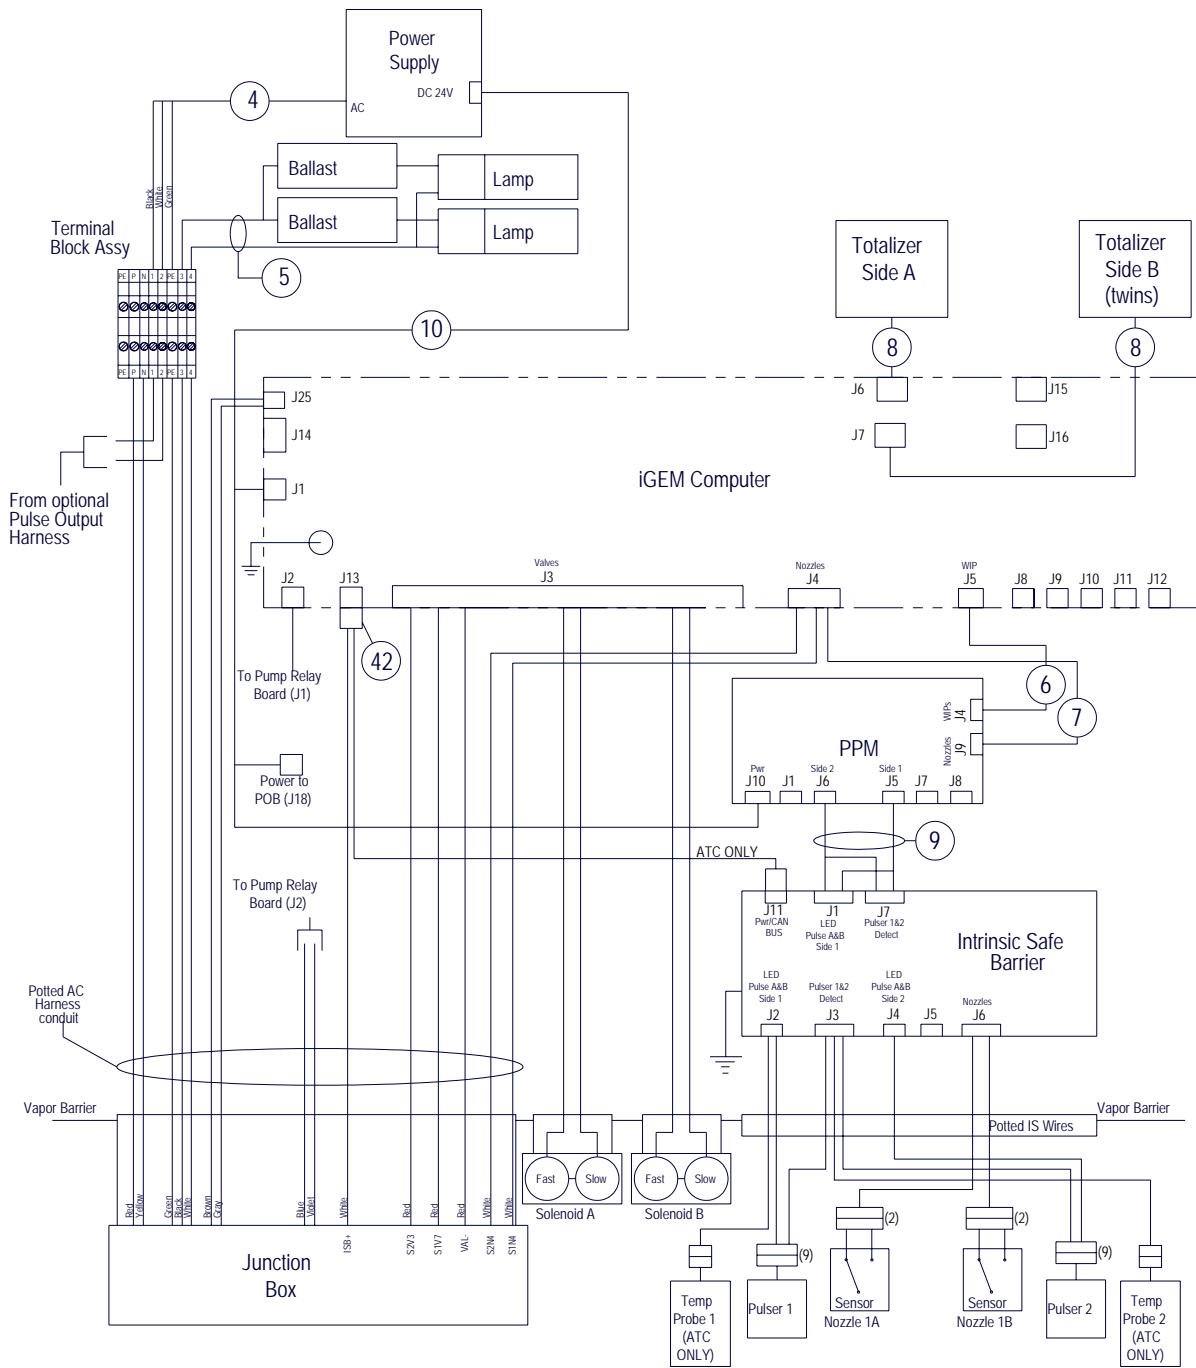 Power
Supply
DC 24V
AC
4
Ballast
Lamp
Ballast
Lamp
Black
White
Green
5
Terminal
Block Assy
PE P N 1 2 PE 3 4
PE P N 1 2 PE 3 4
10
Totalizer
Side A
Totalizer
Side B
(twins)
8
8
J25
J14
J1
J6
J7
J15
J16
iGEM Computer
From optional
Pulse Output
Harness
J2
J13
Valves
J3
Nozzles
J4
WIP
J5
J8
J9
J10
J11
J12
42
To Pump Relay
Board (J1)
6
7
PPM
WIPs
J4
Nozzles
J9
Pwr
J10
J1
Side 2
J6
Side 1
J5
J7
J8
Power to
POB (J18)
9
ATC ONLY
To Pump Relay
Board (J2)
J11
Pwr/CAN
BUS
J1
LED
Pulse A&B
Side 1
J7
Pulser 1&2
Detect
Intrinsic Safe
Barrier
LED
Pulse A&B
Side 1
J2
Pulser 1&2
Detect
J3
LED
Pulse A&B
Side 2
J4
J5
Nozzles
J6
Potted AC
Harness
conduit
Vapor Barrier
Vapor Barrier
Potted IS Wires
Fast
Slow
Solenoid A
Fast
Slow
Solenoid B
Red
Yellow
Green
Black
White
Brown
Gray
Blue
Violet
White
Red
Red
Red
White
White
ISB+
S2V3
S1V7
VAL-
S2N4
S1N4
Junction
Box
(9)
(2)
(2)
(9)
Temp
Probe 1
(ATC
ONLY)
Pulser 1
Sensor
Nozzle 1A
Sensor
Nozzle 1B
Pulser 2
Temp
Probe 2
(ATC
ONLY)